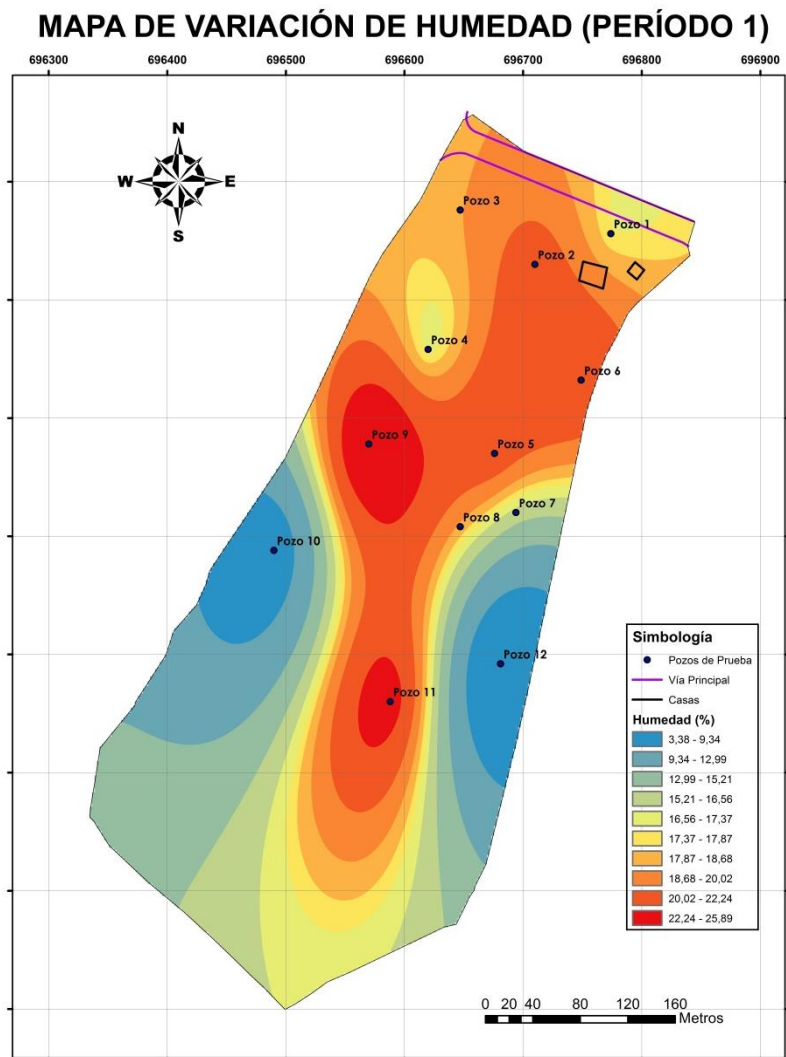 MAPA DE VARIACIÓN DE HUMEDAD (PERÍODO 1)
696300 696400 696500 696600 696700 696800 696900
N
W E
S
Pozo 3
Pozo 1
Pozo 2
Pozo 4
Pozo 6
Pozo 9
Pozo 5
Pozo 7
Pozo 8
Pozo 10
Pozo 12
Pozo 11
Simbología
Pozos de Prueba
Vía Principal
Casas
Humedad (%)
3,38 - 9,34
9,34 - 12,99
12,99 - 15,21
15,21 - 16,56
16,56 - 17,37
17,37 - 17,87
17,87 - 18,68
18,68 - 20,02
20,02 - 22,24
22,24 - 25,89
0 20 40 80 120 160
Metros